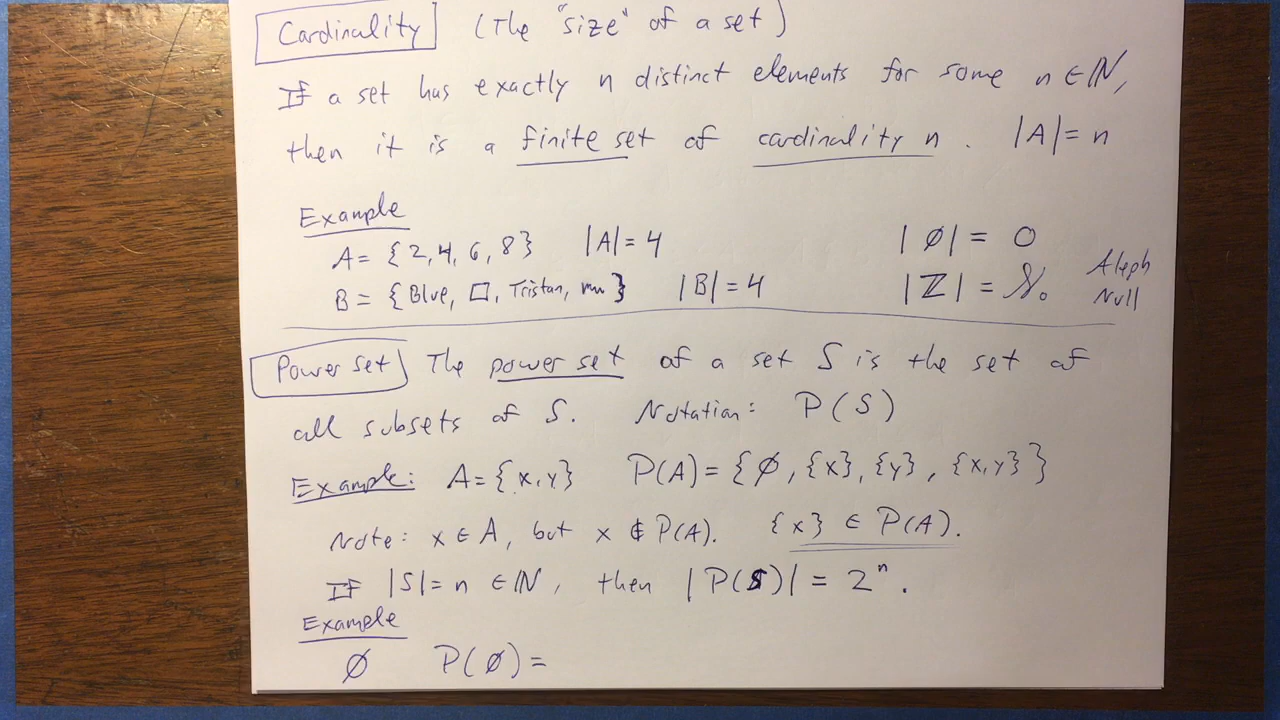 Cardinality (The "size" of a set)
If a set has exactly n distinct elements for some n ∈ ℕ,
then it is a finite set of cardinality n. |A| = n
Example
A = {2, 4, 6, 8} |A| = 4 |∅| = 0
B = {Blue, □, Tristan, } |B| = 4 |ℤ| = ℵ₀ Aleph Null
Power set The power set of a set S is the set of
all subsets of S. Notation: P(S)
Example: A = {x, y} P(A) = {∅, {x}, {y}, {x, y}}
Note: x ∈ A, but x ∉ P(A). {x} ∈ P(A).
If |S| = n ∈ ℕ, then |P(S)| = 2ⁿ.
Example
∅ P(∅) =